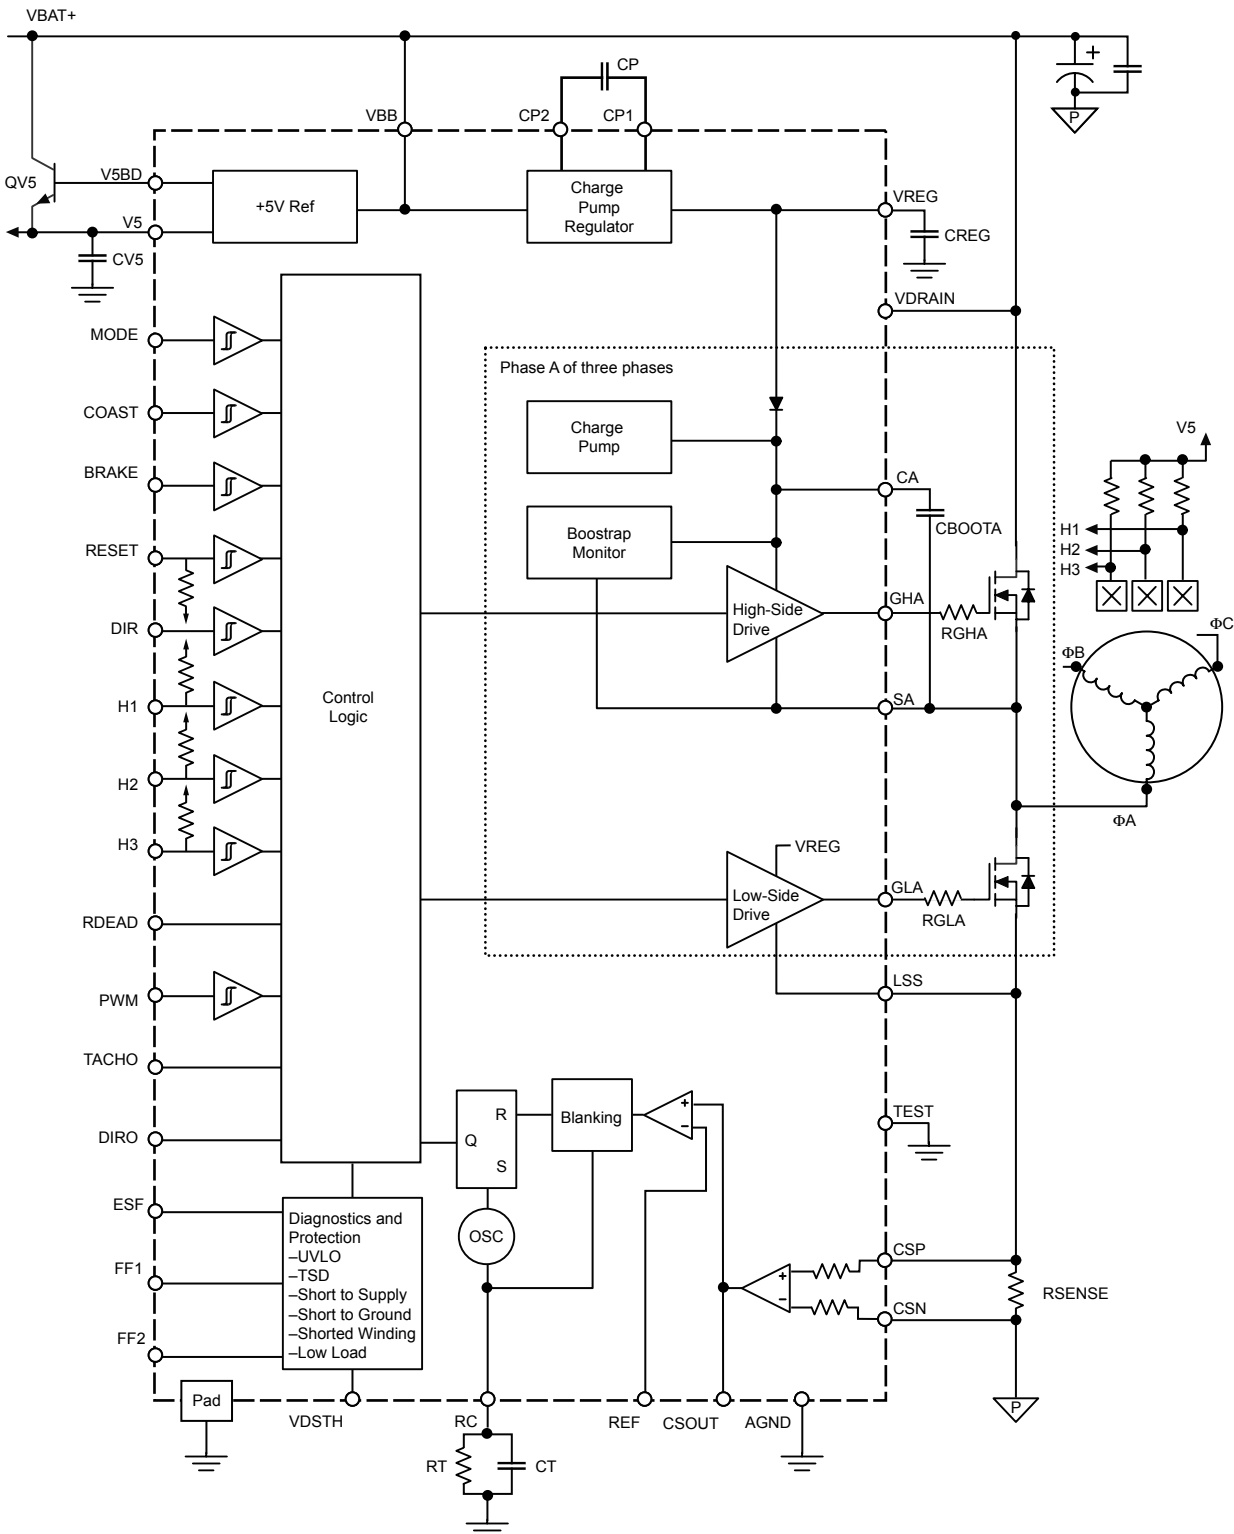 VBAT+
CP
VBB
CP2
CP1
P
QV5
V5BD
+5V Ref
Charge
Pump
Regulator
VREG
V5
CV5
CREG
VDRAIN
MODE
Phase A of three phases
COAST
Charge
Pump
V5
BRAKE
CA
CBOOTA
H1
H2
H3
Boostrap
Monitor
RESET
High-Side
Drive
GHA
RGHA
DIR
ΦC
ΦB
H1
Control
Logic
SA
H2
ΦA
H3
VREG
Low-Side
Drive
GLA
RGLA
RDEAD
LSS
PWM
TACHO
R
Q
S
Blanking
+
–
TEST
DIRO
ESF
Diagnostics and
Protection
–UVLO
–TSD
–Short to Supply
–Short to Ground
–Shorted Winding
–Low Load
OSC
CSP
+
–
CSN
RSENSE
FF1
FF2
Pad
VDSTH
RC
REF
CSOUT
AGND
P
RT
CT